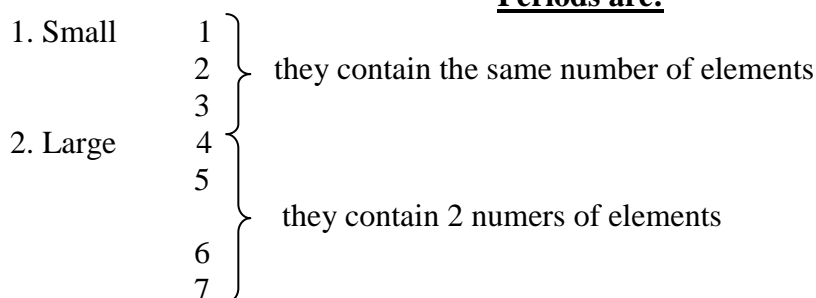 Periods are:
1. Small 1
2 they contain the same number of elements
3
2. Large 4
5
they contain 2 numers of elements
6
7